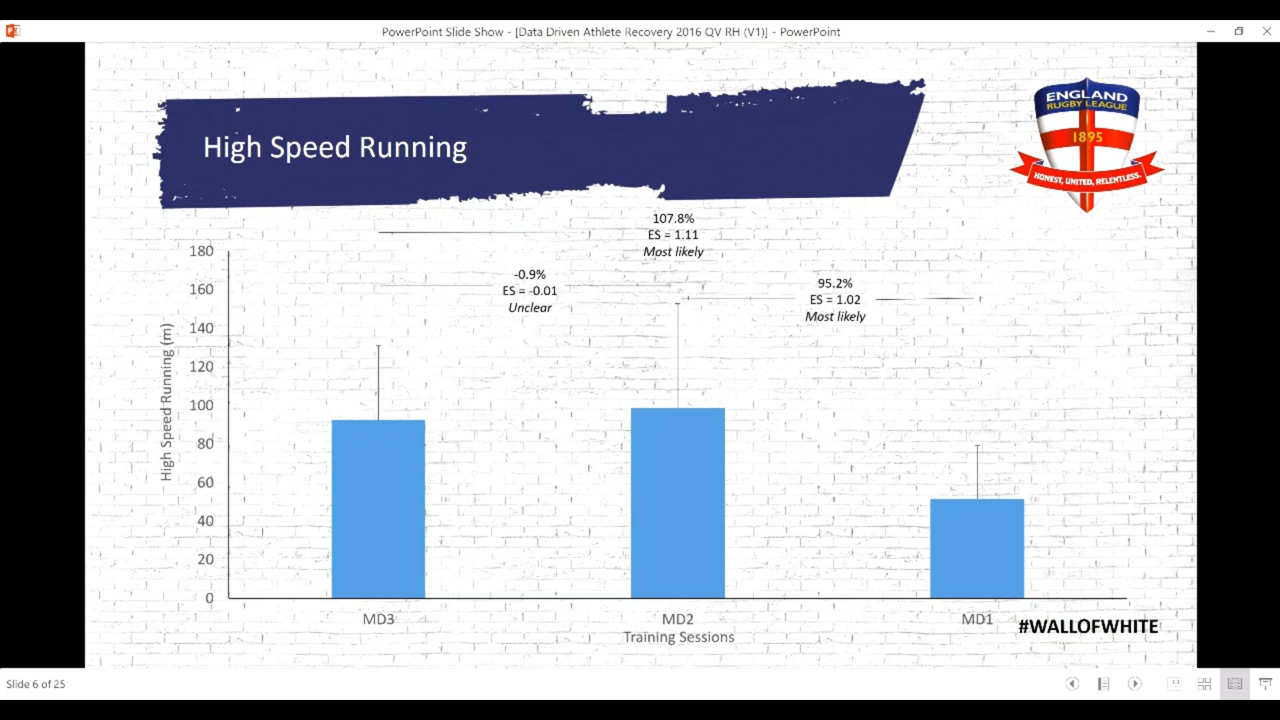 PowerPoint Slide Show - [Data Driven Athlete Recovery 2016 QV RH (V1)] - PowerPoint
High Speed Running
ENGLAND
RUGBY LEAGUE
1895
HONEST, UNITED, RELENTLESS.
107.8%
ES = 1.11
Most likely
-0.9%
ES = -0.01
Unclear
95.2%
ES = 1.02
Most likely
High Speed Running (m)
180
160
140
120
100
80
60
40
20
0
MD3
MD2
MD1
Training Sessions
#WALLOFWHITE
Slide 6 of 25